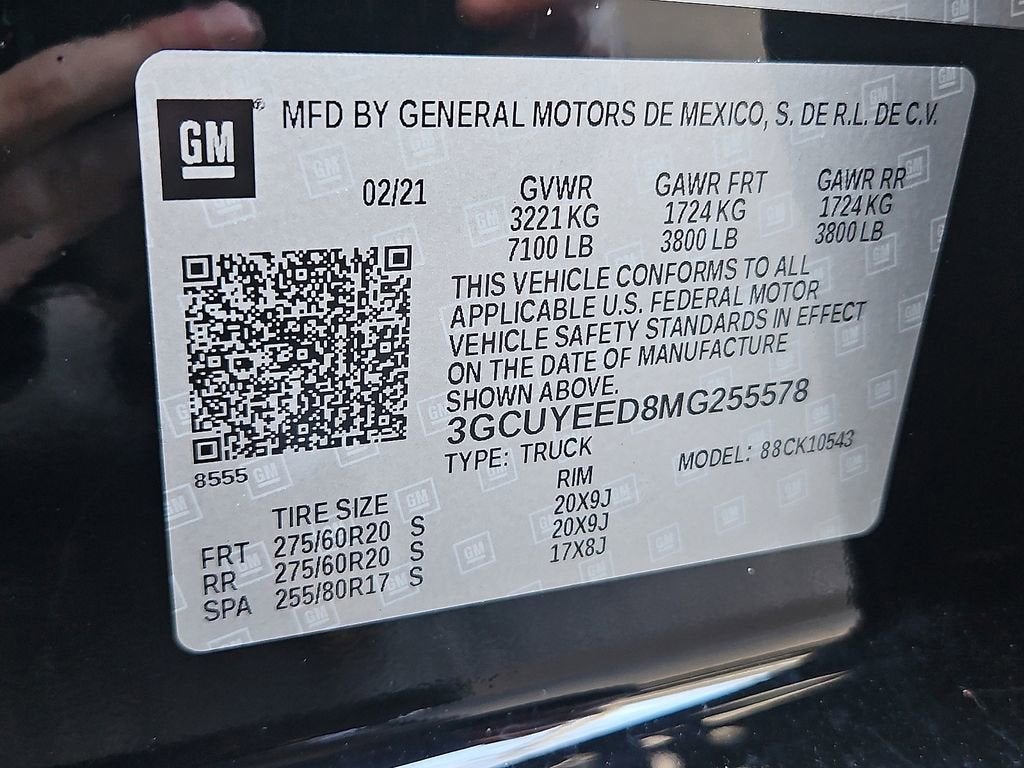 GM® MFD BY GENERAL MOTORS DE MEXICO, S. DE R.L. DE C.V.
02/21 GVWR GAWR FRT GAWR RR
3221 KG 1724 KG 1724 KG
7100 LB 3800 LB 3800 LB
THIS VEHICLE CONFORMS TO ALL
APPLICABLE U.S. FEDERAL MOTOR
VEHICLE SAFETY STANDARDS IN EFFECT
ON THE DATE OF MANUFACTURE
SHOWN ABOVE.
3GCUYEED8MG255578
8555 TYPE: TRUCK MODEL: 88CK10543
TIRE SIZE RIM
FRT 275/60R20 S 20X9J
RR 275/60R20 S 20X9J
SPA 255/80R17 S 17X8J